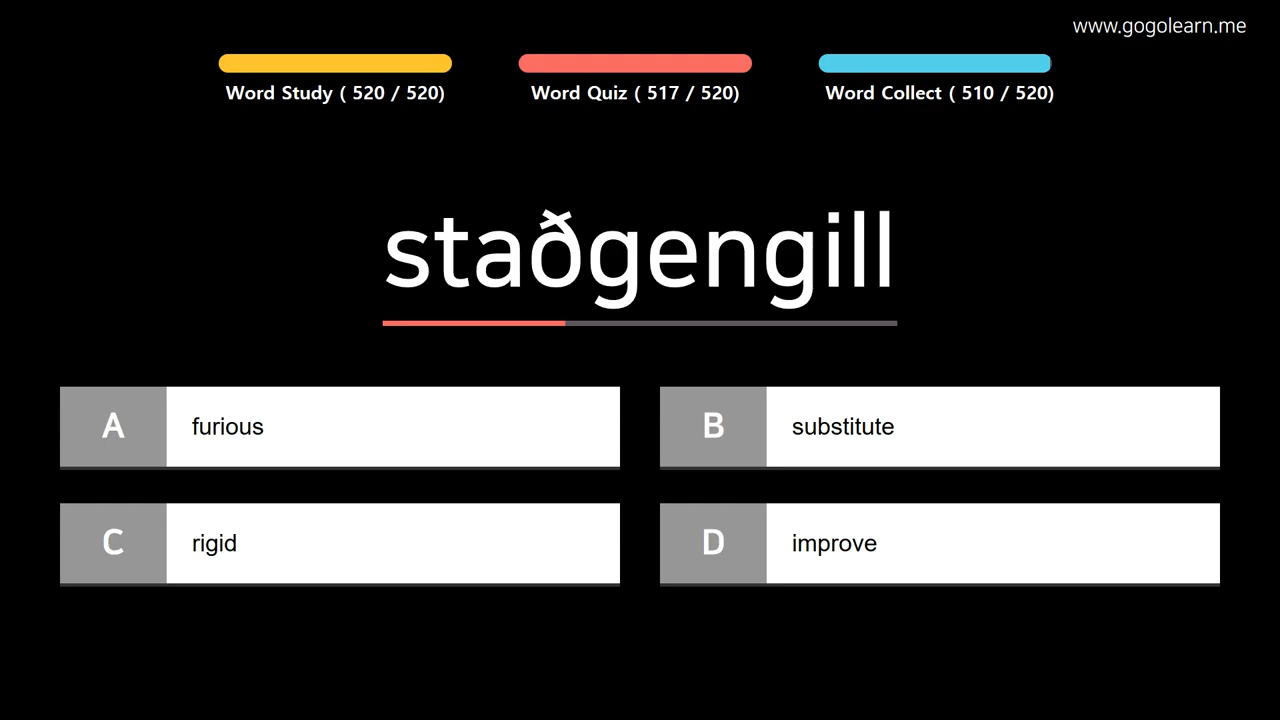 www.gogolearn.me
Word Study ( 520 / 520)
Word Quiz ( 517 / 520)
Word Collect ( 510 / 520)
staðgengill
A furious
B substitute
C rigid
D improve